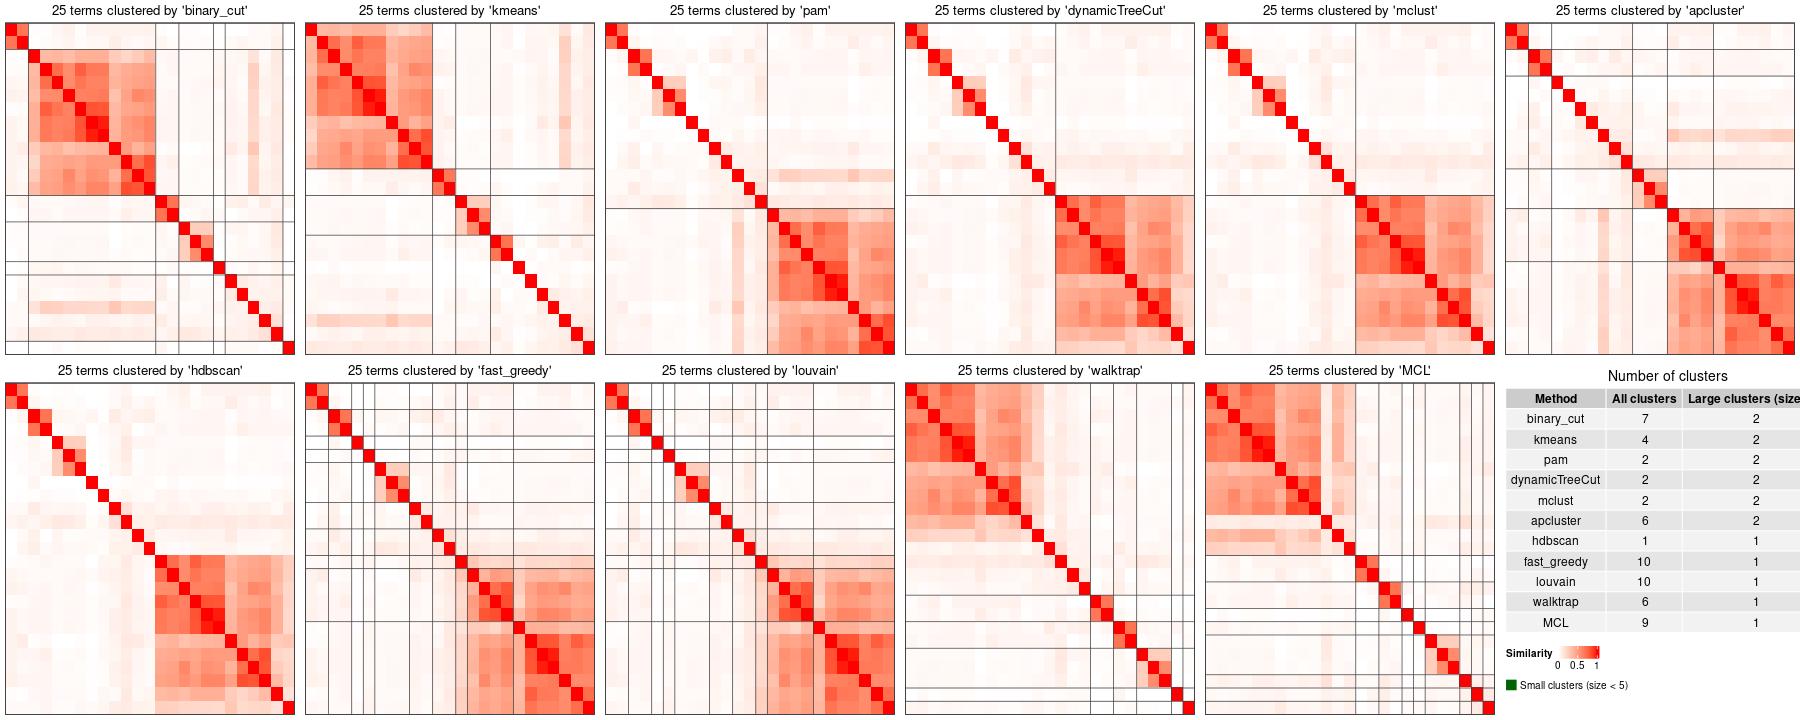 25 terms clustered by 'binary_cut'
25 terms clustered by 'kmeans'
25 terms clustered by 'pam'
25 terms clustered by 'dynamicTreeCut'
25 terms clustered by 'mclust'
25 terms clustered by 'apcluster'
25 terms clustered by 'hdbscan'
25 terms clustered by 'fast_greedy'
25 terms clustered by 'louvain'
25 terms clustered by 'walktrap'
25 terms clustered by 'MCL'
Number of clusters
Method All clusters Large clusters (size
binary_cut 7 2
kmeans 4 2
pam 2 2
dynamicTreeCut 2 2
mclust 2 2
apcluster 6 2
hdbscan 1 1
fast_greedy 10 1
louvain 10 1
walktrap 6 1
MCL 9 1
Similarity
0 0.5 1
Small clusters (size < 5)